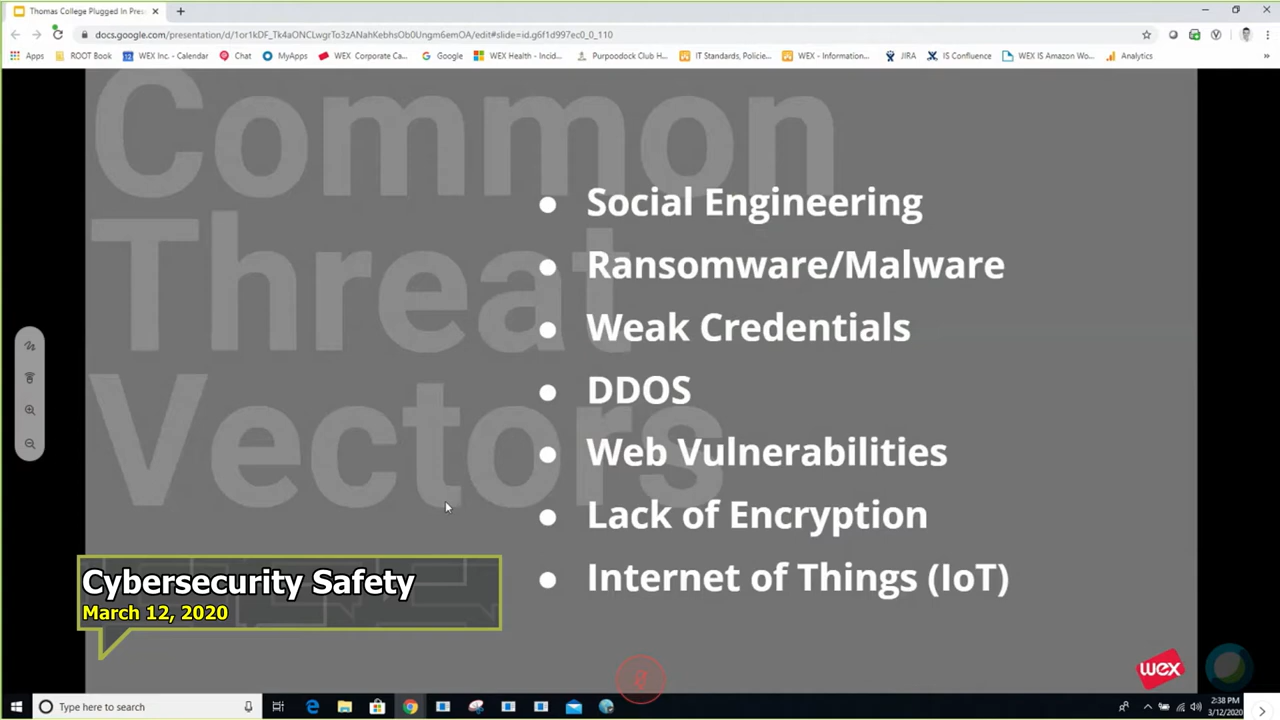 Thomas College Plugged In Pres
docs.google.com/presentation/d/1or1kDF_Tk4aONCLwgrTo3zANahKebhsOb0Ungm6emOA/edit#slide=id.g6f1d997ec0_0_110
Apps ROOT Book WEX Inc. - Calendar Chat MyApps WEX Corporate Ca... Google WEX Health - Incid... Purpoodock Club H... IT Standards, Policie... WEX - Information... JIRA IS Confluence WEX IS Amazon Wo... Analytics
Common
Threat
Vectors
● Social Engineering
● Ransomware/Malware
● Weak Credentials
● DDOS
● Web Vulnerabilities
● Lack of Encryption
● Internet of Things (IoT)
Cybersecurity Safety
March 12, 2020
wex
Type here to search
2:38 PM
3/12/2020